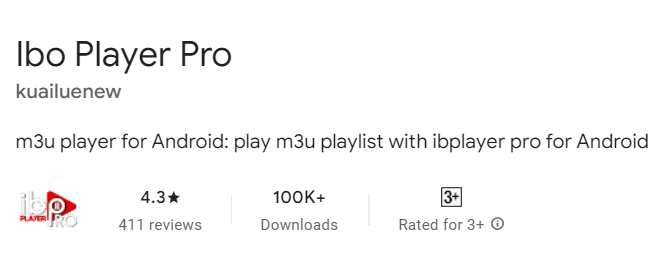 Ibo Player Pro
kuailuenew
m3u player for Android: play m3u playlist with ibplayer pro for Android
ibp
PLAYER PRO
4.3★
411 reviews
100K+
Downloads
3+
Rated for 3+